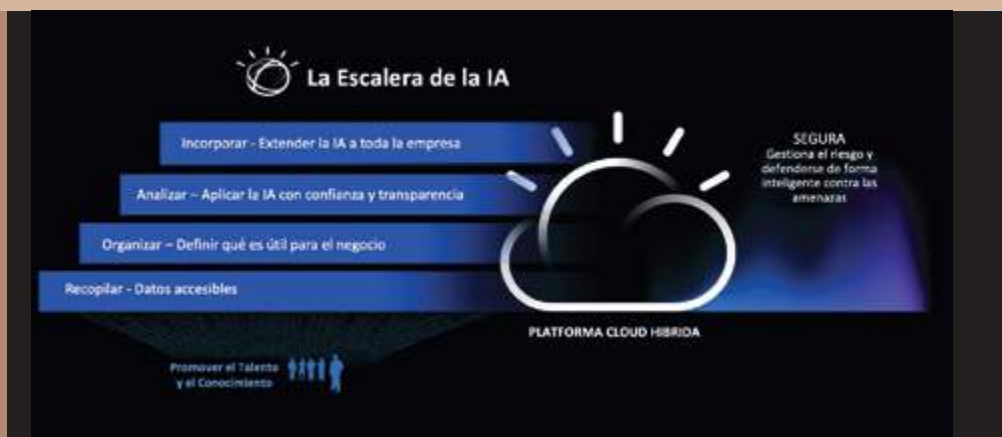 La Escalera de la IA
Incorporar - Extender la IA a toda la empresa
Analizar – Aplicar la IA con confianza y transparencia
Organizar – Definir qué es útil para el negocio
Recopilar - Datos accesibles
SEGURA
Gestiona el riesgo y
defenderse de forma
inteligente contra las
amenazas
PLATFORMA CLOUD HIBRIDA
Promover el Talento
y el Conocimiento